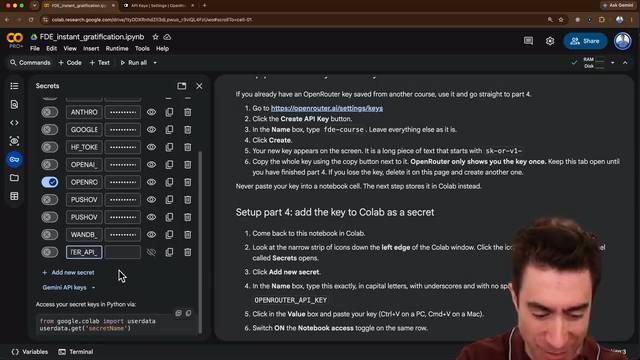 FDE_instant_gratification.ipynb
API Keys | Settings | OpenRo
Ask Gemini
colab.research.google.com/drive/
PRO+
FDE_instant_gratification.ipynb
File Edit View Insert Runtime Tools Help
Share
Commands
+ Code
+ Text
Run all
RAM
Disk
Secrets
ANTHRO
GOOGLE
HF_TOKE
OPENAI_
OPENRO
PUSHOV
PUSHOV
WANDB_
TER_API_
+ Add new secret
Gemini API keys
Access your secret keys in Python via:
from google.colab import userdata
userdata.get('secretName')
If you already have an OpenRouter key saved from another course, use it and go straight to part 4.
1. Go to https://openrouter.ai/settings/keys
2. Click the Create API Key button.
3. In the Name box, type fde-course. Leave everything else as it is.
4. Click Create.
5. Your new key appears on the screen. It is a long piece of text that starts with sk-or-v1-
6. Copy the whole key using the copy button next to it. OpenRouter only shows you the key once. Keep this tab open until
you have finished part 4. If you lose the key, delete it on this page and create another one.
Never paste your key into a notebook cell. The next step stores it in Colab instead.
Setup part 4: add the key to Colab as a secret
1. Come back to this notebook in Colab.
2. Look at the narrow strip of icons down the left edge of the Colab window. Click the ico
called Secrets opens.
3. Click Add new secret.
4. In the Name box, type this exactly, in capital letters, with underscores and with no sp
OPENROUTER_API_KEY
5. Click in the Value box and paste your key (Ctrl+V on a PC, Cmd+V on a Mac).
6. Switch ON the Notebook access toggle on the same row.
Variables
Terminal